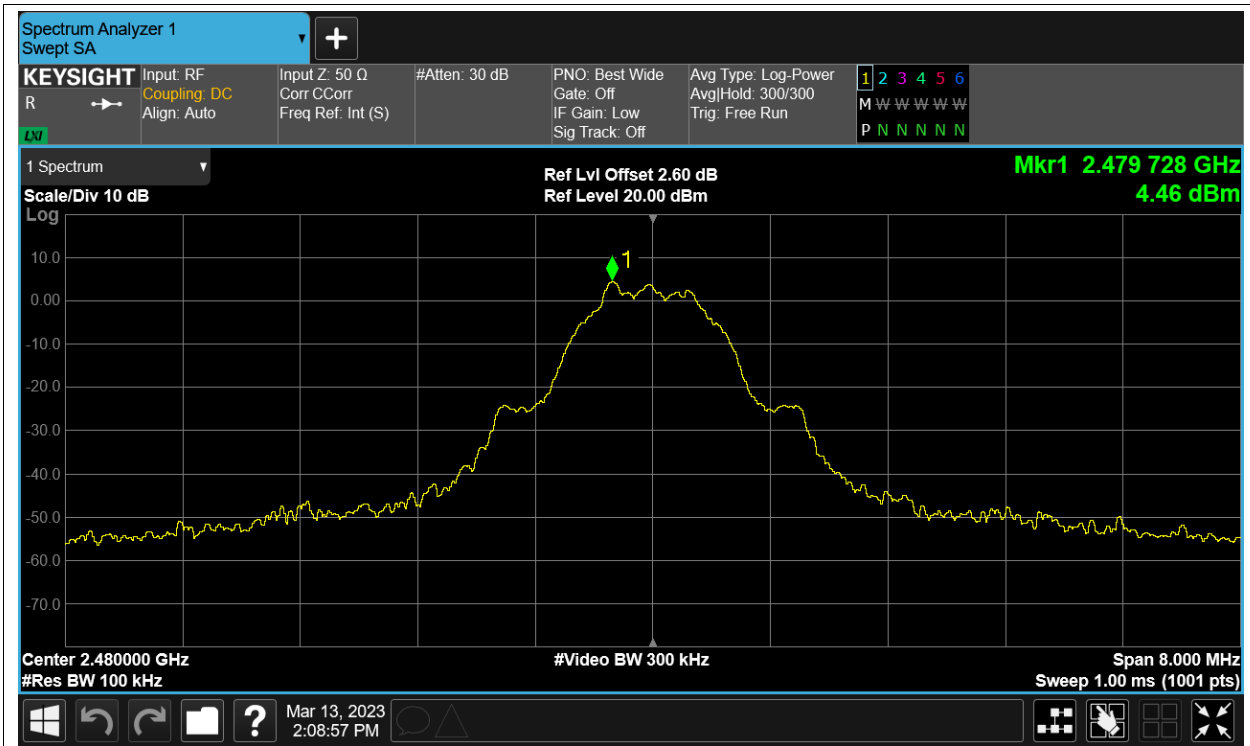 Spectrum Analyzer 1
Swept SA
KEYSIGHT
R
LXI
Input: RF
Coupling: DC
Align: Auto
Input Z: 50 Ω
Corr CCorr
Freq Ref: Int (S)
#Atten: 30 dB
PNO: Best Wide
Gate: Off
IF Gain: Low
Sig Track: Off
Avg Type: Log-Power
Avg|Hold: 300/300
Trig: Free Run
1 2 3 4 5 6
M W W W W W
P N N N N N
1 Spectrum
Scale/Div 10 dB
Log
Ref Lvl Offset 2.60 dB
Ref Level 20.00 dBm
Mkr1 2.479 728 GHz
4.46 dBm
10.0
1
0.00
-10.0
-20.0
-30.0
-40.0
-50.0
-60.0
-70.0
Center 2.480000 GHz
#Res BW 100 kHz
#Video BW 300 kHz
Span 8.000 MHz
Sweep 1.00 ms (1001 pts)
?
Mar 13, 2023
2:08:57 PM